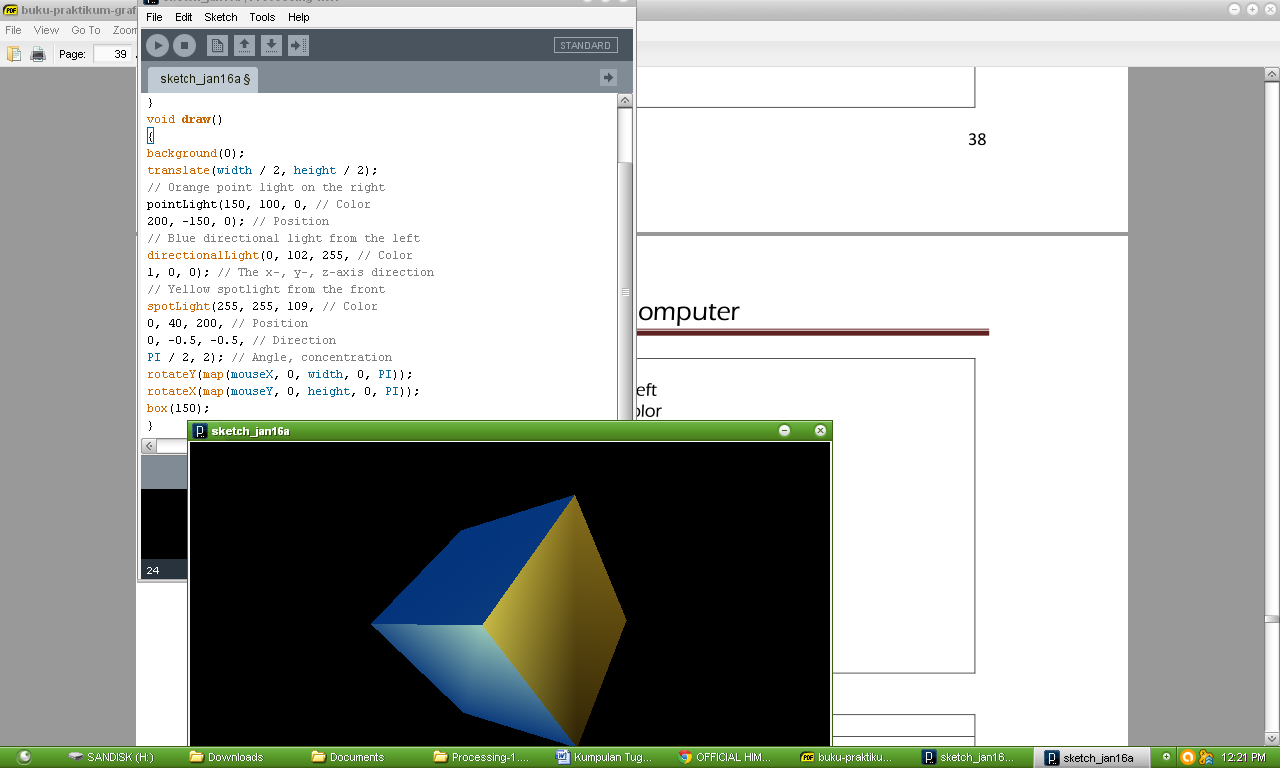 buku-praktikum-graf
File View Go To Zoom
Page: 39
File Edit Sketch Tools Help
STANDARD
sketch_jan16a §
}
void draw()
{
background(0);
translate(width / 2, height / 2);
// Orange point light on the right
pointLight(150, 100, 0, // Color
200, -150, 0); // Position
// Blue directional light from the left
directionalLight(0, 102, 255, // Color
1, 0, 0); // The x-, y-, z-axis direction
// Yellow spotlight from the front
spotLight(255, 255, 109, // Color
0, 40, 200, // Position
0, -0.5, -0.5, // Direction
PI / 2, 2); // Angle, concentration
rotateY(map(mouseX, 0, width, 0, PI));
rotateX(map(mouseY, 0, height, 0, PI));
box(150);
}
24
38
omputer
eft
olor
sketch_jan16a
SANDISK (H:) Downloads Documents Processing-1.... Kumpulan Tug... OFFICIAL HIM... buku-praktiku... sketch_jan16... sketch_jan16a 12:21 PM